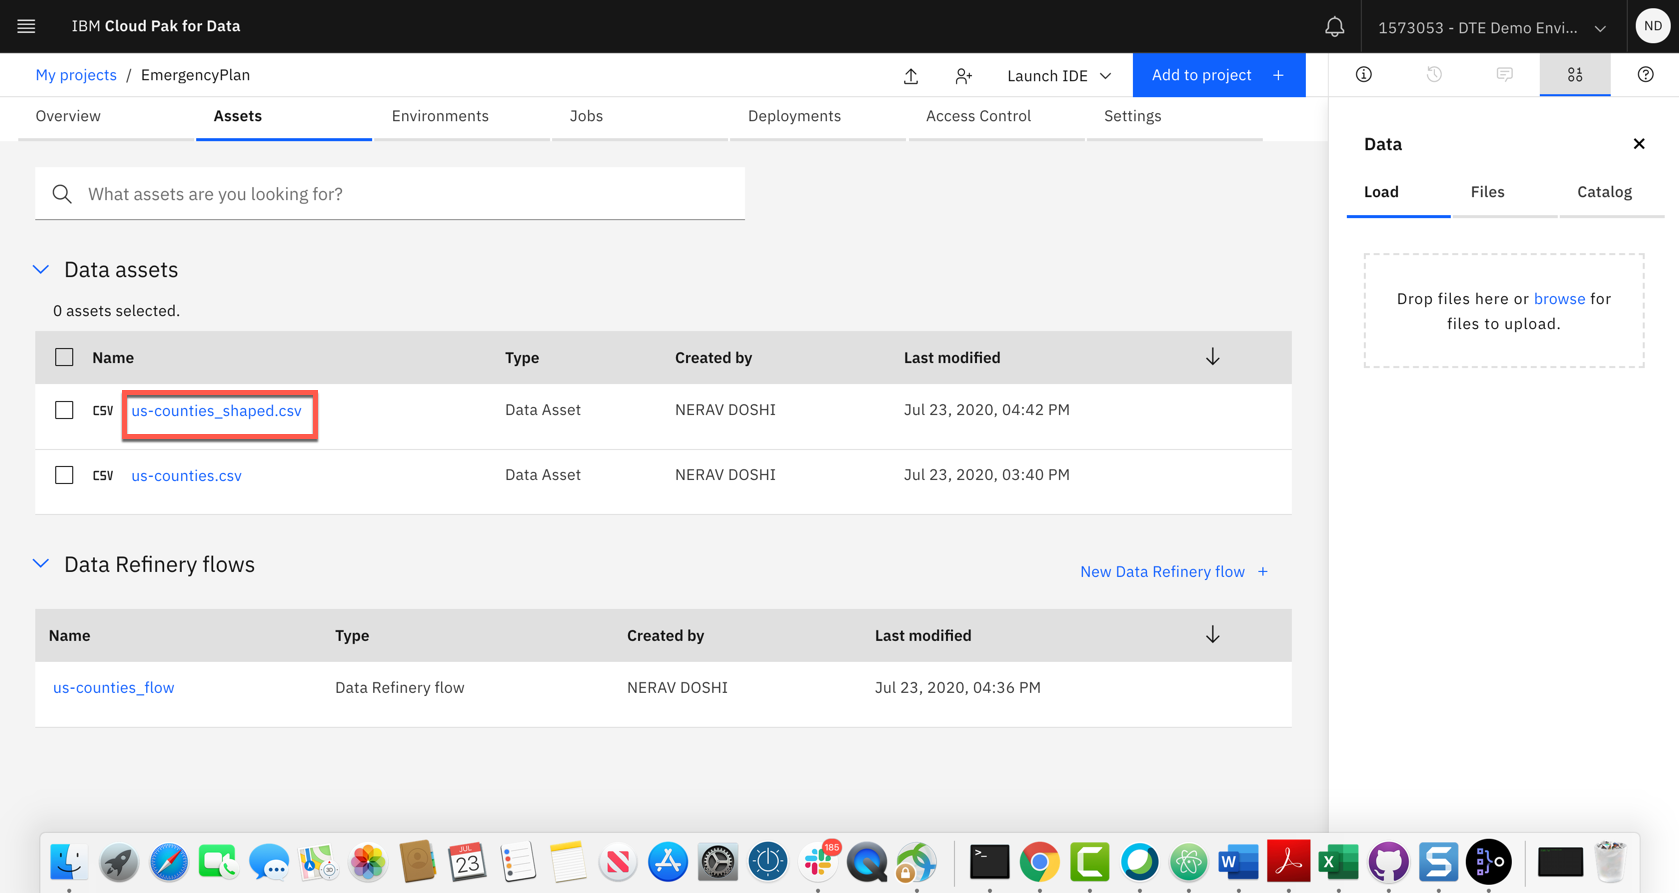 IBM Cloud Pak for Data
1573053 - DTE Demo Envi...
ND
My projects / EmergencyPlan
Launch IDE
Add to project +
Overview
Assets
Environments
Jobs
Deployments
Access Control
Settings
What assets are you looking for?
Data assets
0 assets selected.
Name Type Created by Last modified
CSV us-counties_shaped.csv Data Asset NERAV DOSHI Jul 23, 2020, 04:42 PM
CSV us-counties.csv Data Asset NERAV DOSHI Jul 23, 2020, 03:40 PM
Data Refinery flows
New Data Refinery flow +
Name Type Created by Last modified
us-counties_flow Data Refinery flow NERAV DOSHI Jul 23, 2020, 04:36 PM
Data
Load Files Catalog
Drop files here or browse for
files to upload.
JUL
23
3D
185
>_
W
X
S